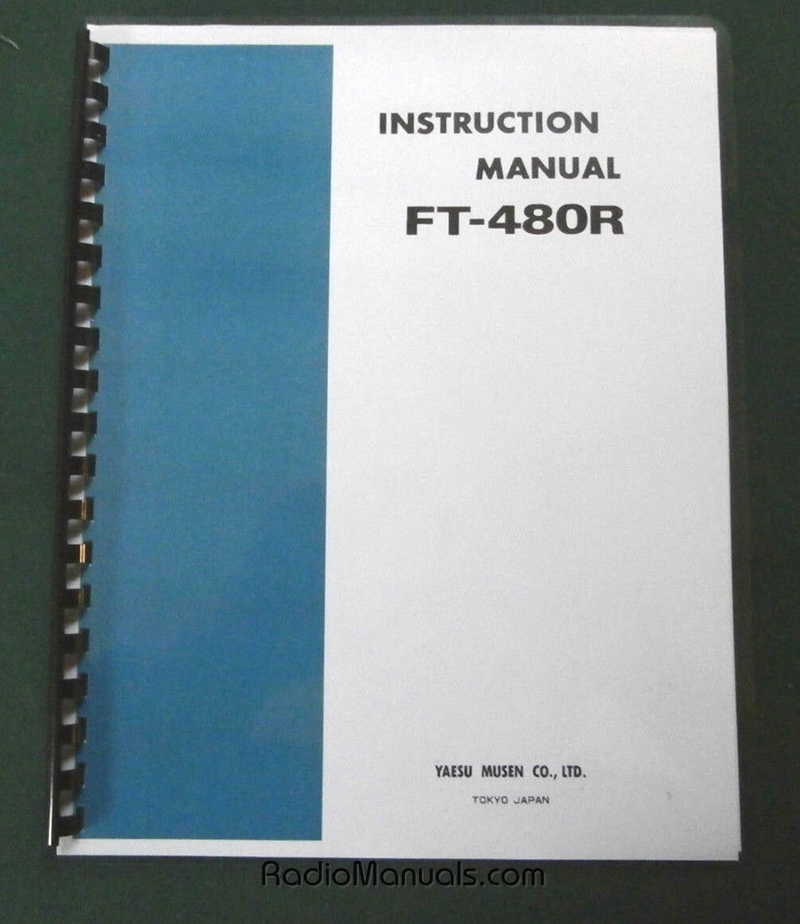 INSTRUCTION
MANUAL
FT-480R
YAESU MUSEN CO., LTD.
TOKYO JAPAN
RadioManuals.com